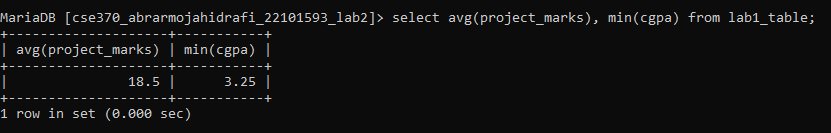 MariaDB [cse370_abrarmojahidrafi_22101593_lab2]> select avg(project_marks), min(cgpa) from lab1_table;
+--------------------+-----------+
| avg(project_marks) | min(cgpa) |
+--------------------+-----------+
|               18.5 |      3.25 |
+--------------------+-----------+
1 row in set (0.000 sec)